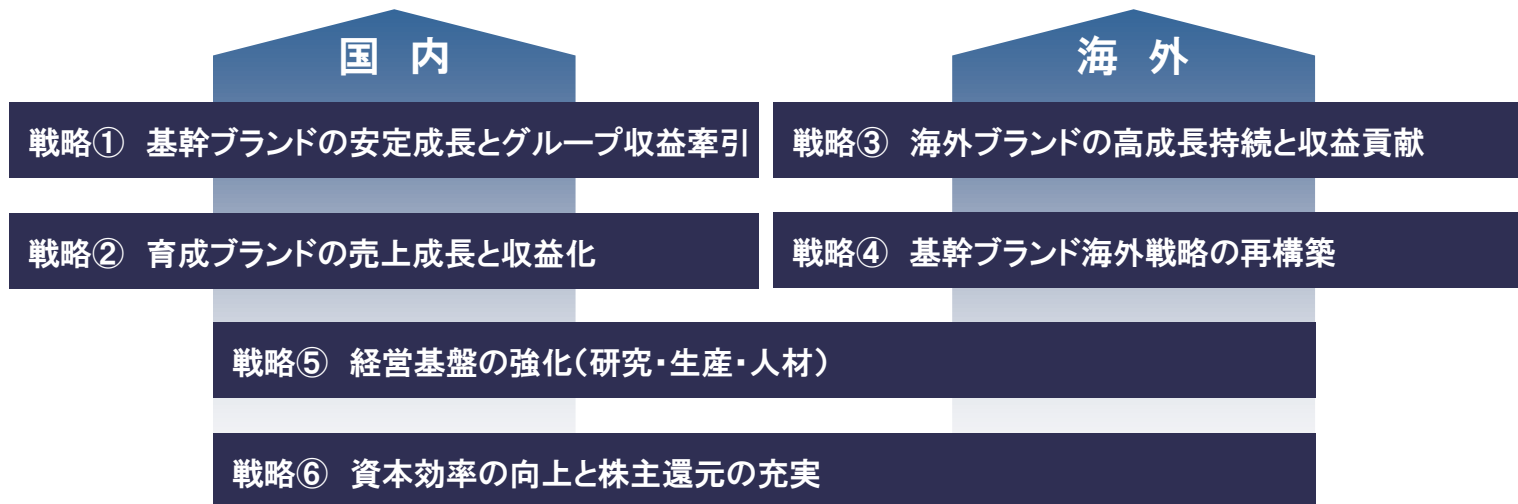 国 内
戦略① 基幹ブランドの安定成長とグループ収益牽引
戦略② 育成ブランドの売上成長と収益化
海 外
戦略③ 海外ブランドの高成長持続と収益貢献
戦略④ 基幹ブランド海外戦略の再構築
戦略⑤ 経営基盤の強化（研究・生産・人材）
戦略⑥ 資本効率の向上と株主還元の充実